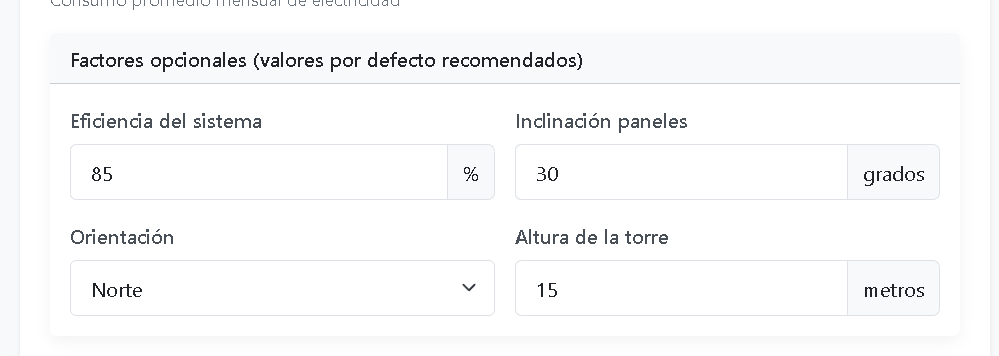 Consumo promedio mensual de electricidad
Factores opcionales (valores por defecto recomendados)
Eficiencia del sistema
Inclinación paneles
85 %
30 grados
Orientación
Altura de la torre
Norte
15 metros